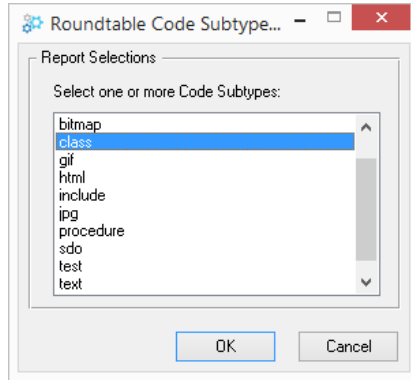 Roundtable Code Subtype...
Report Selections
Select one or more Code Subtypes:
bitmap
class
gif
html
include
jpg
procedure
sdo
test
text
OK
Cancel